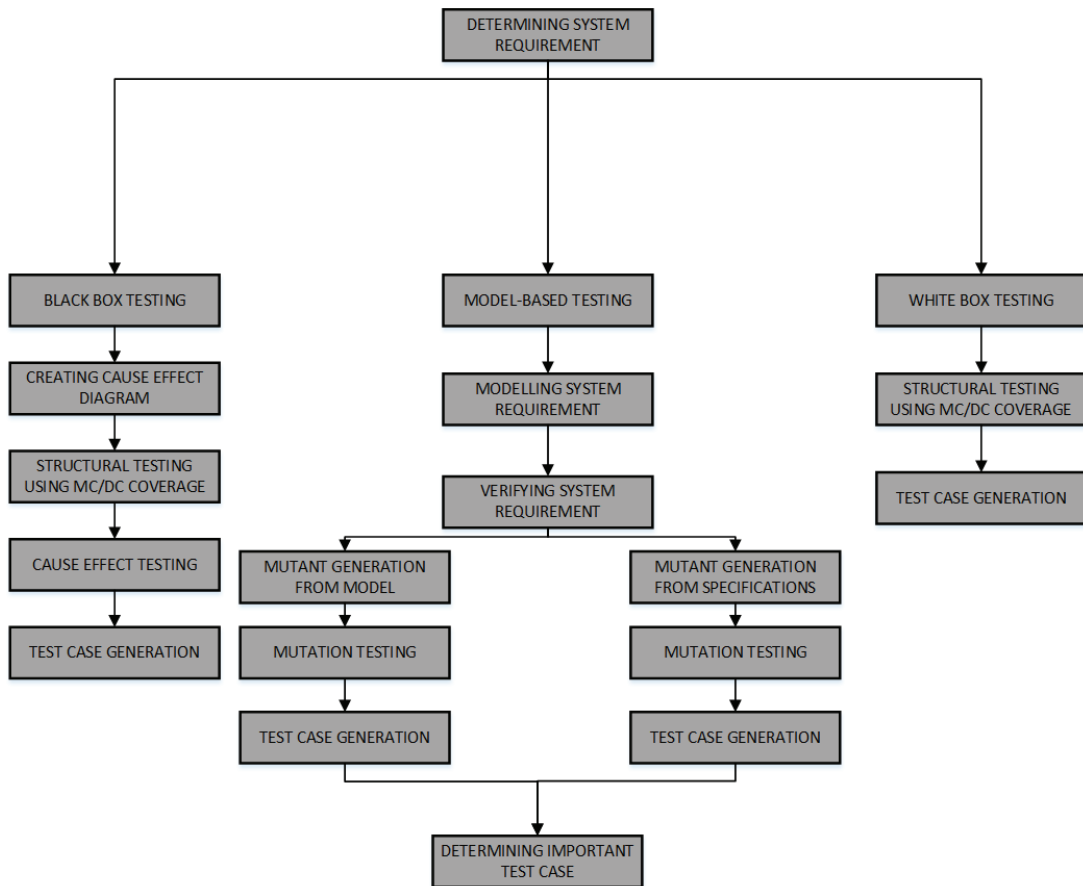 DETERMINING SYSTEM
REQUIREMENT
BLACK BOX TESTING
MODEL-BASED TESTING
WHITE BOX TESTING
CREATING CAUSE EFFECT
DIAGRAM
MODELLING SYSTEM
REQUIREMENT
STRUCTURAL TESTING
USING MC/DC COVERAGE
STRUCTURAL TESTING
USING MC/DC COVERAGE
VERIFYING SYSTEM
REQUIREMENT
TEST CASE GENERATION
CAUSE EFFECT TESTING
MUTANT GENERATION
FROM MODEL
MUTANT GENERATION
FROM SPECIFICATIONS
TEST CASE GENERATION
MUTATION TESTING
MUTATION TESTING
TEST CASE GENERATION
TEST CASE GENERATION
DETERMINING IMPORTANT
TEST CASE